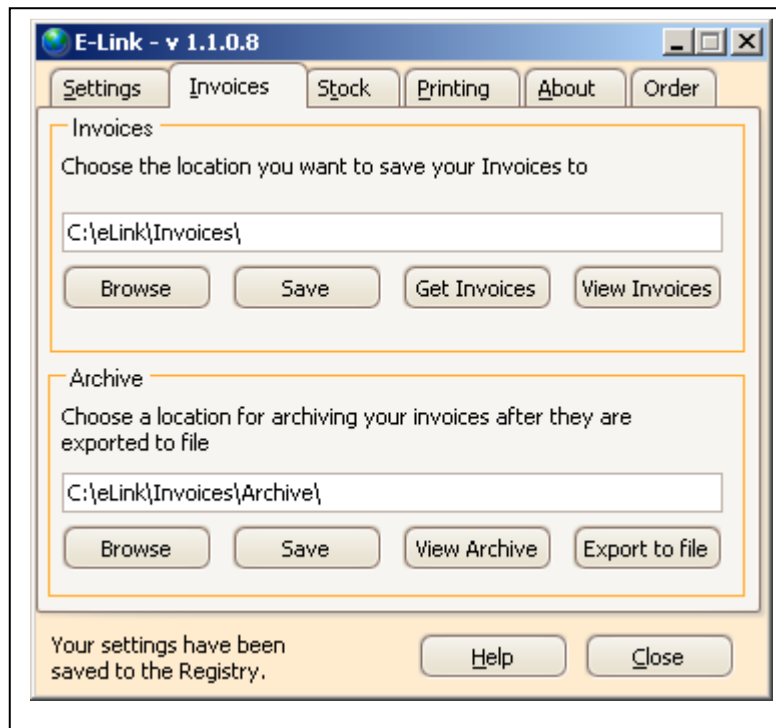 E-Link - v 1.1.0.8
Settings Invoices Stock Printing About Order
Invoices
Choose the location you want to save your Invoices to
C:\eLink\Invoices\
Browse Save Get Invoices View Invoices
Archive
Choose a location for archiving your invoices after they are
exported to file
C:\eLink\Invoices\Archive\
Browse Save View Archive Export to file
Your settings have been
saved to the Registry.
Help Close